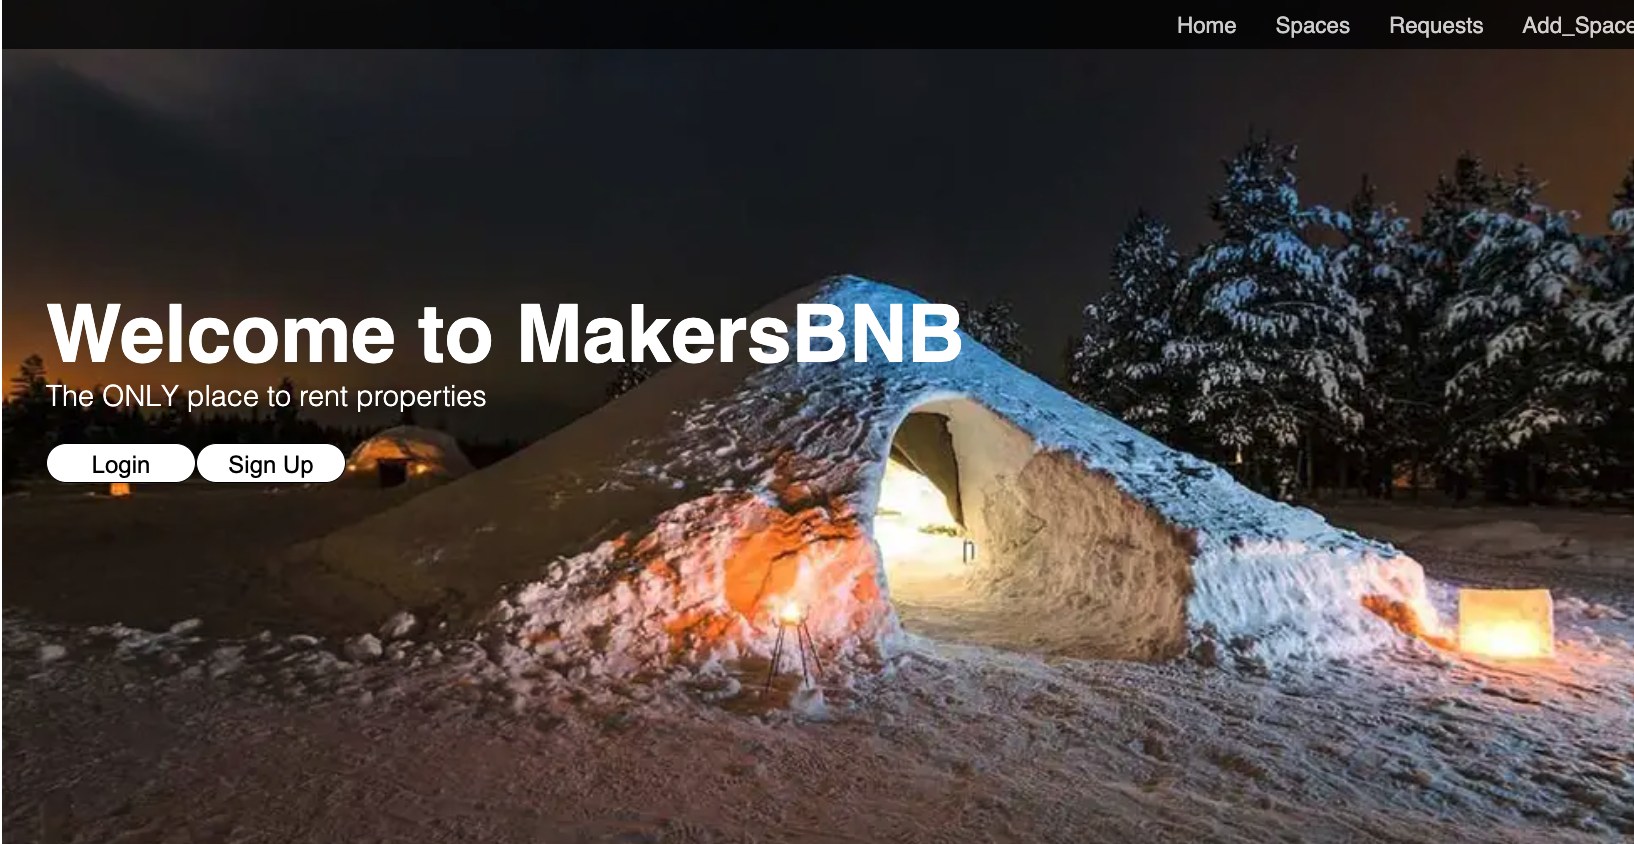 Home Spaces Requests Add_Space
Welcome to MakersBNB
The ONLY place to rent properties
Login Sign Up